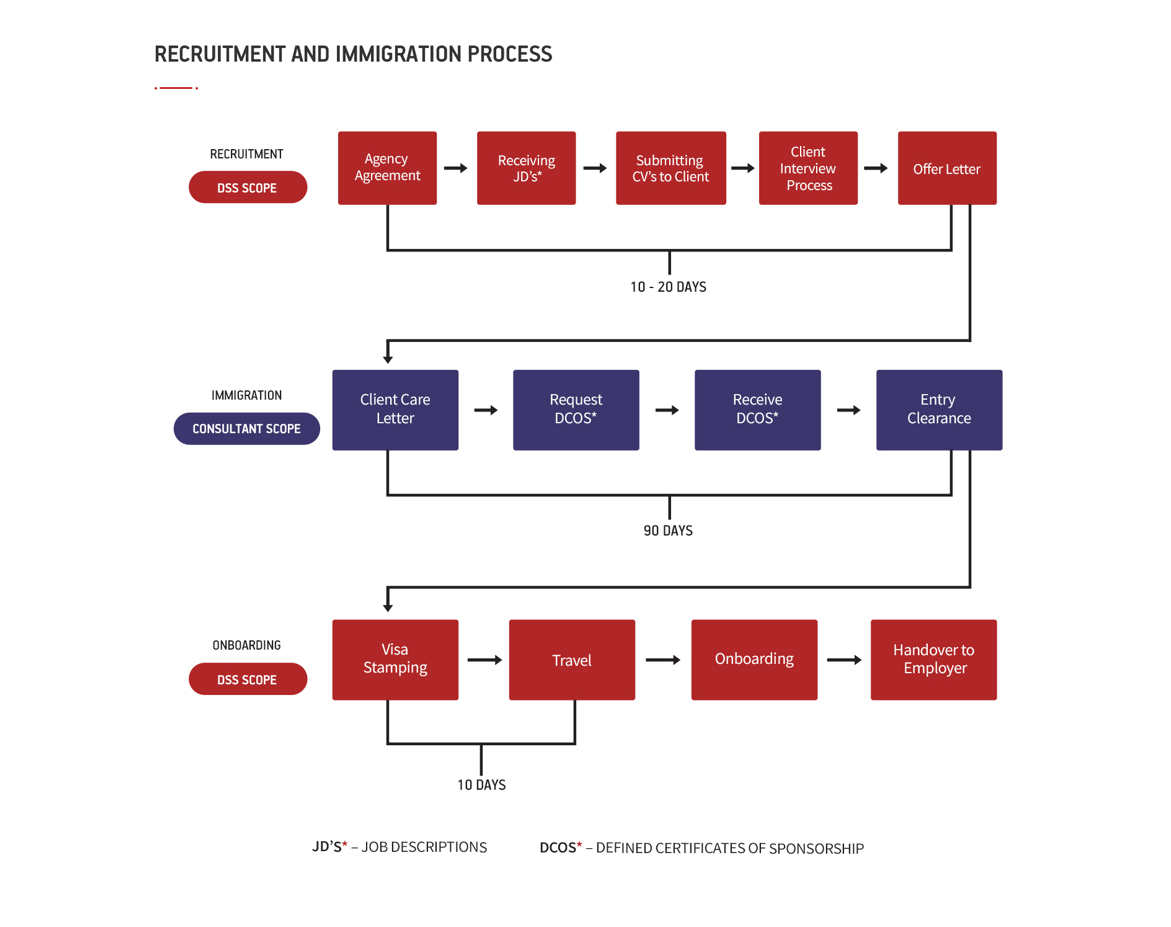 RECRUITMENT AND IMMIGRATION PROCESS
RECRUITMENT
DSS SCOPE
Agency
Agreement
Receiving
JD's*
Submitting
CV's to Client
Client
Interview
Process
Offer Letter
10 - 20 DAYS
IMMIGRATION
CONSULTANT SCOPE
Client Care
Letter
Request
DCOS*
Receive
DCOS*
Entry
Clearance
90 DAYS
ONBOARDING
DSS SCOPE
Visa
Stamping
Travel
Onboarding
Handover to
Employer
10 DAYS
JD'S* – JOB DESCRIPTIONS
DCOS* – DEFINED CERTIFICATES OF SPONSORSHIP